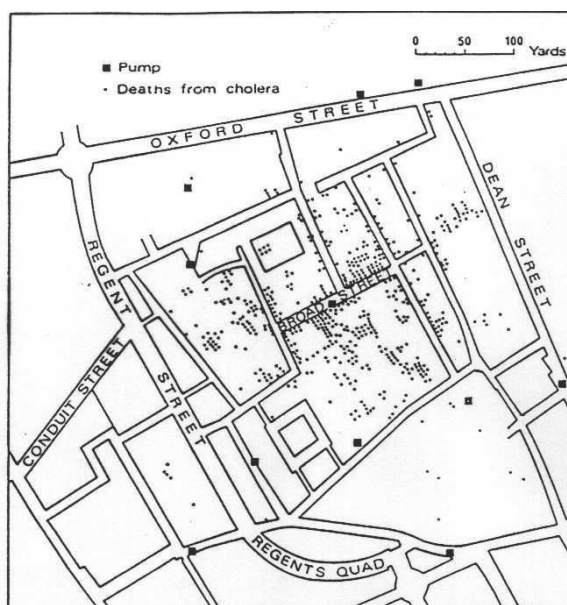 0 50 100
Yards
Pump
Deaths from cholera
OXFORD STREET
DEAN STREET
REGENT STREET
BROAD STREET
CONDUIT STREET
REGENTS QUAD